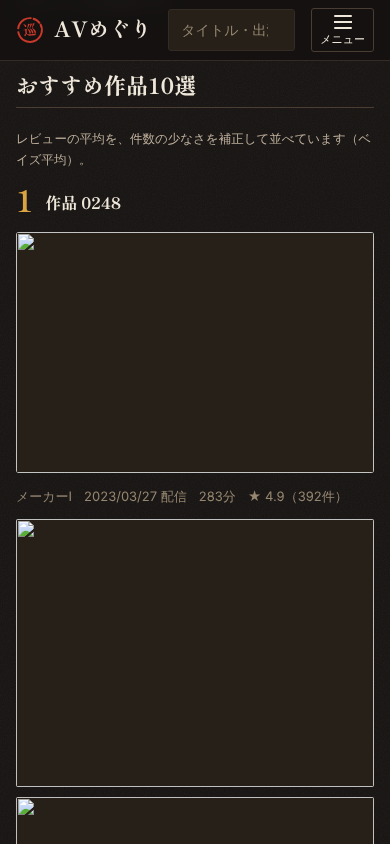 巡 AVめぐり
タイトル・出
メニュー
おすすめ作品10選
レビューの平均を、件数の少なさを補正して並べています（ベ
イズ平均）。
1 作品 0248
メーカーI 2023/03/27 配信 283分 ★ 4.9（392件）